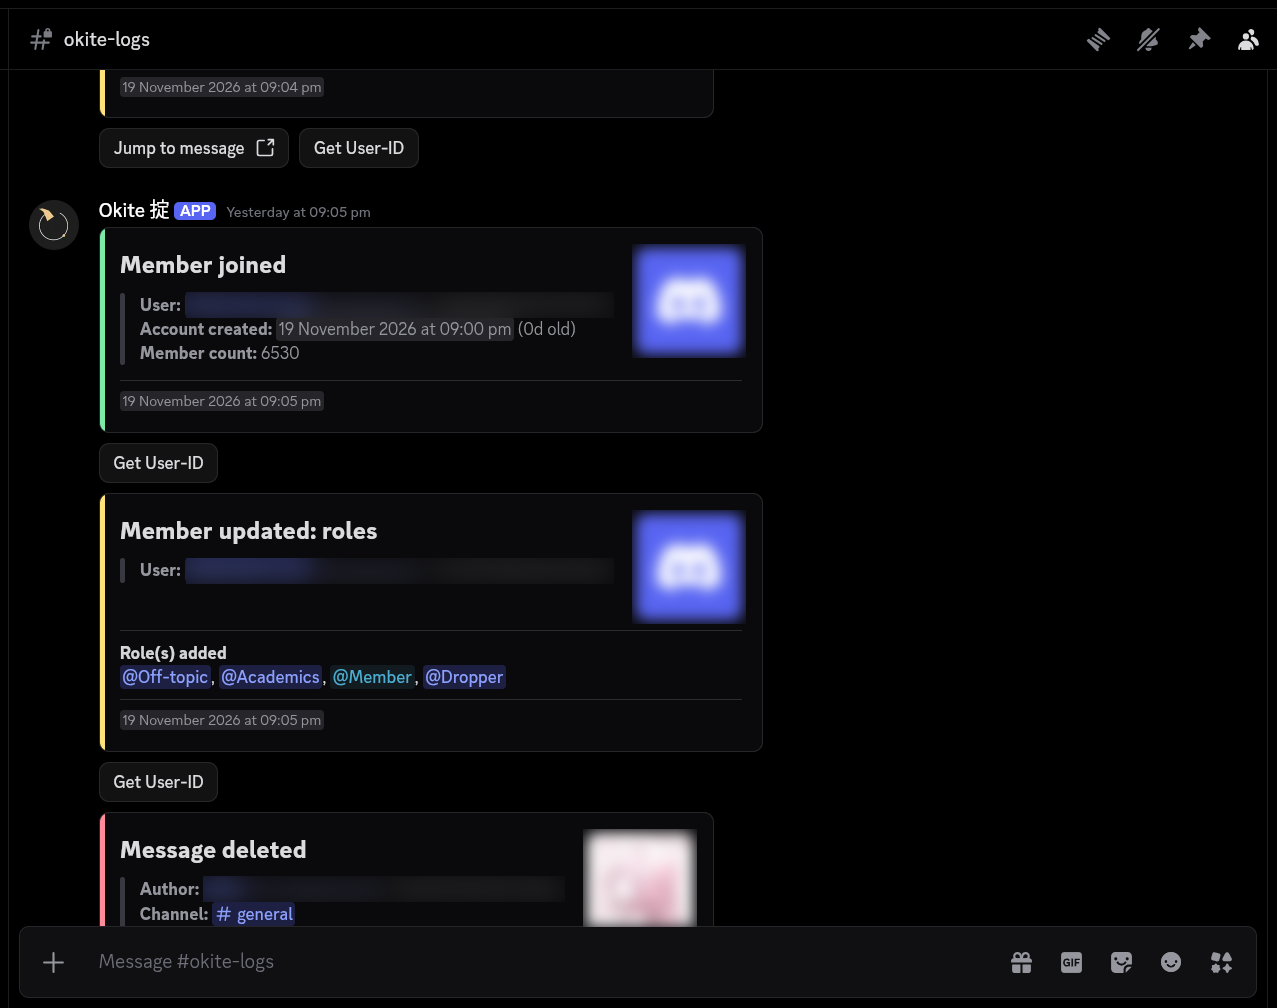 okite-logs
19 November 2026 at 09:04 pm
Jump to message Get User-ID
Okite 掟 APP Yesterday at 09:05 pm
Member joined
User:
Account created: 19 November 2026 at 09:00 pm (0d old)
Member count: 6530
19 November 2026 at 09:05 pm
Get User-ID
Member updated: roles
User:
Role(s) added
@Off-topic, @Academics, @Member, @Dropper
19 November 2026 at 09:05 pm
Get User-ID
Message deleted
Author:
Channel: # general
Message #okite-logs GIF